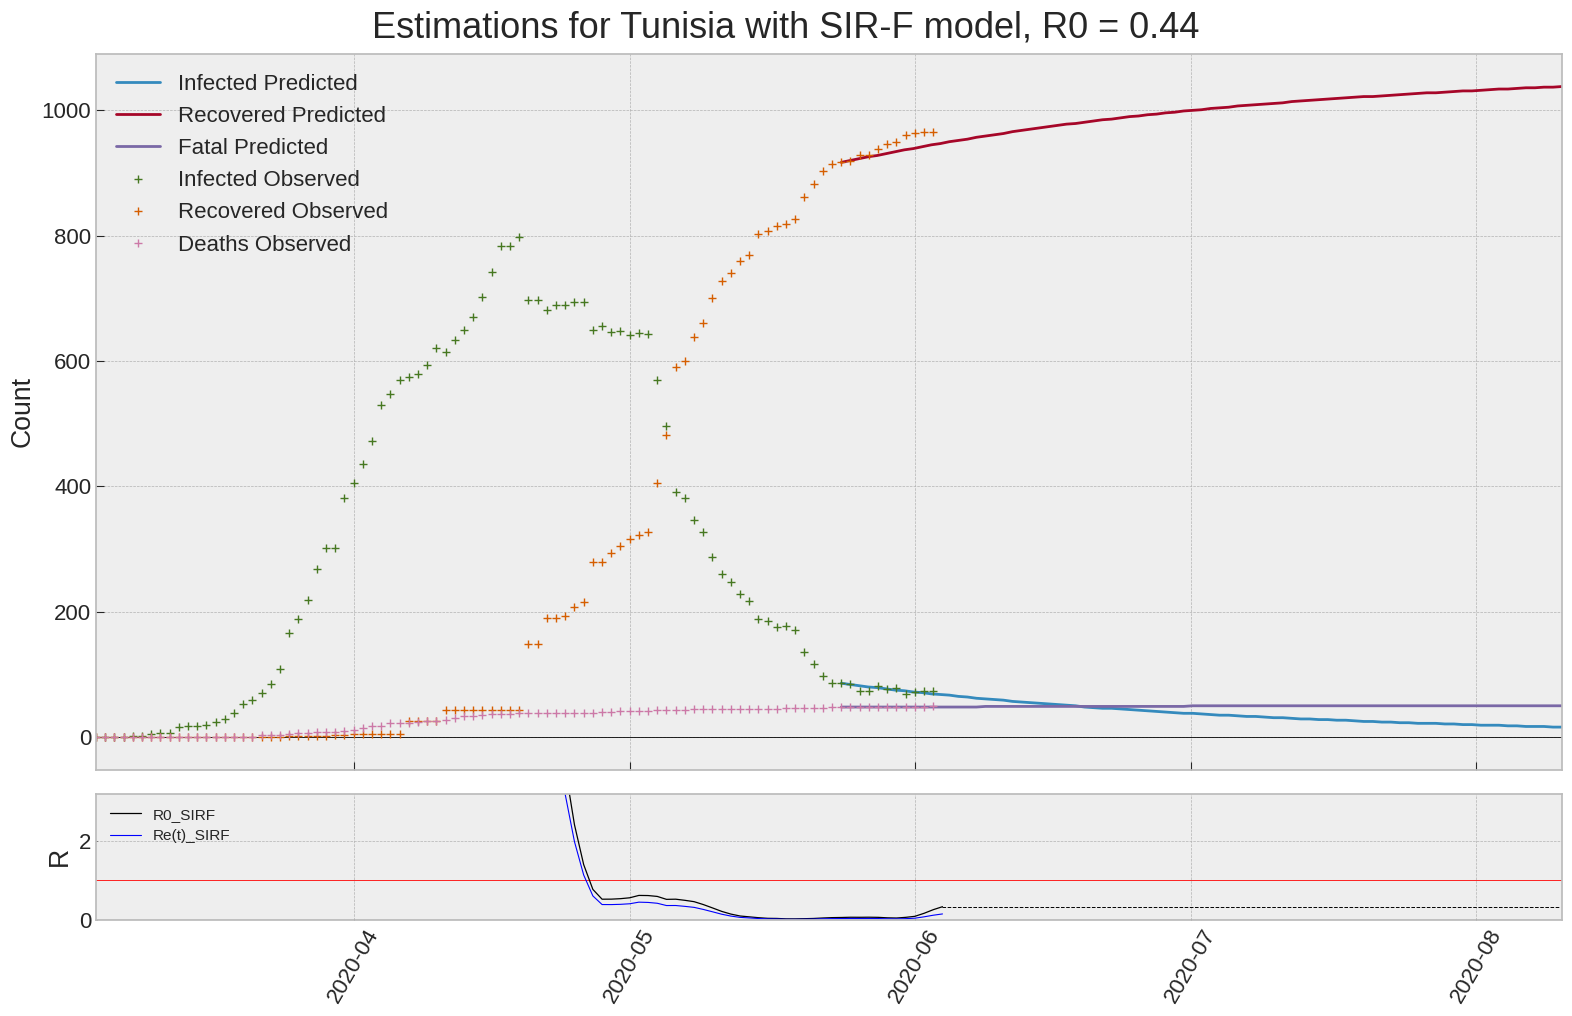 Estimations for Tunisia with SIR-F model, R0 = 0.44
Infected Predicted
Recovered Predicted
Fatal Predicted
Infected Observed
Recovered Observed
Deaths Observed
1000
800
600
400
200
0
Count
R0_SIRF
Re(t)_SIRF
2
0
R
2020-04
2020-05
2020-06
2020-07
2020-08